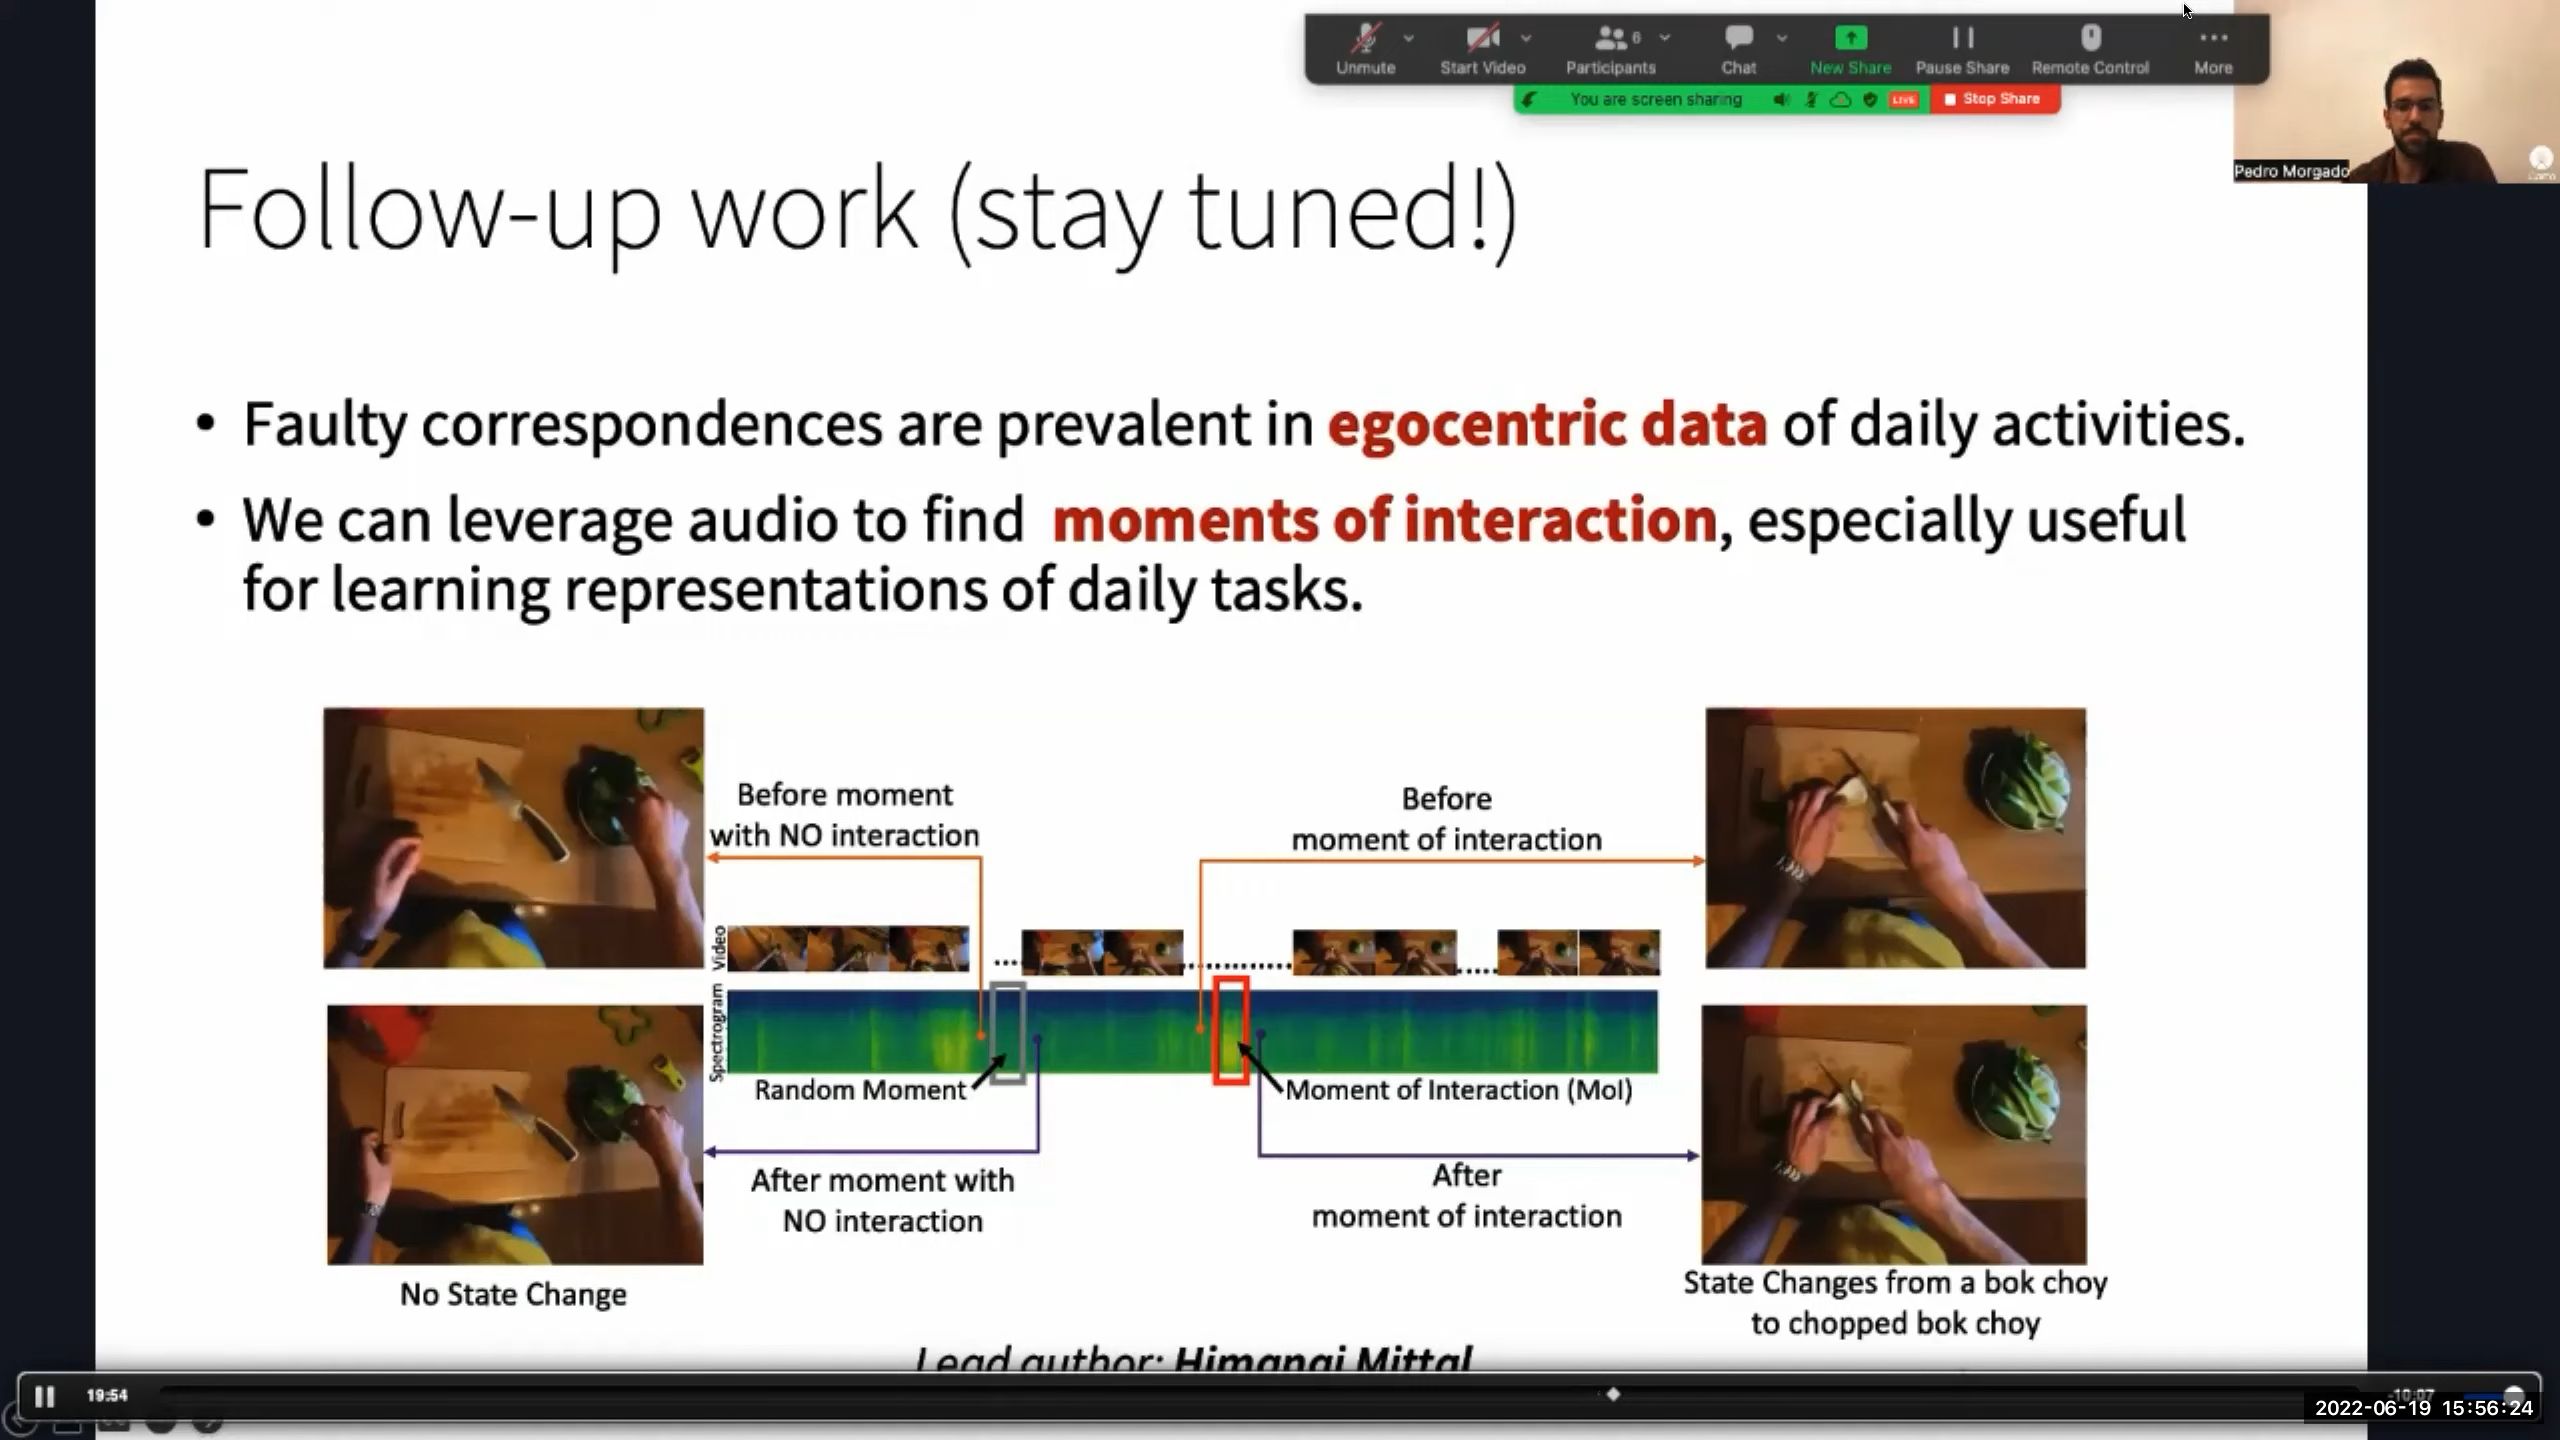 Unmute
Start Video
Participants
6
Chat
New Share
Pause Share
Remote Control
More
You are screen sharing
LIVE
Stop Share
Pedro Morgado
Follow-up work (stay tuned!)
• Faulty correspondences are prevalent in egocentric data of daily activities.
• We can leverage audio to find moments of interaction, especially useful
for learning representations of daily tasks.
Before moment
with NO interaction
Before
moment of interaction
Video
Spectrogram
Random Moment
Moment of Interaction (MoI)
After moment with
NO interaction
After
moment of interaction
No State Change
State Changes from a bok choy
to chopped bok choy
Lead author: Himangi Mittal
19:54
-10:07
2022-06-19 15:56:24